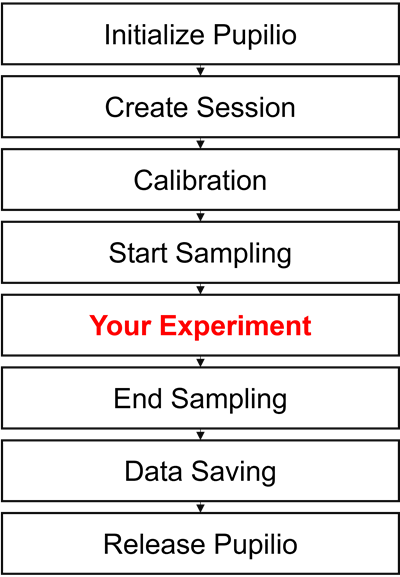 Initialize Pupilio
Create Session
Calibration
Start Sampling
Your Experiment
End Sampling
Data Saving
Release Pupilio